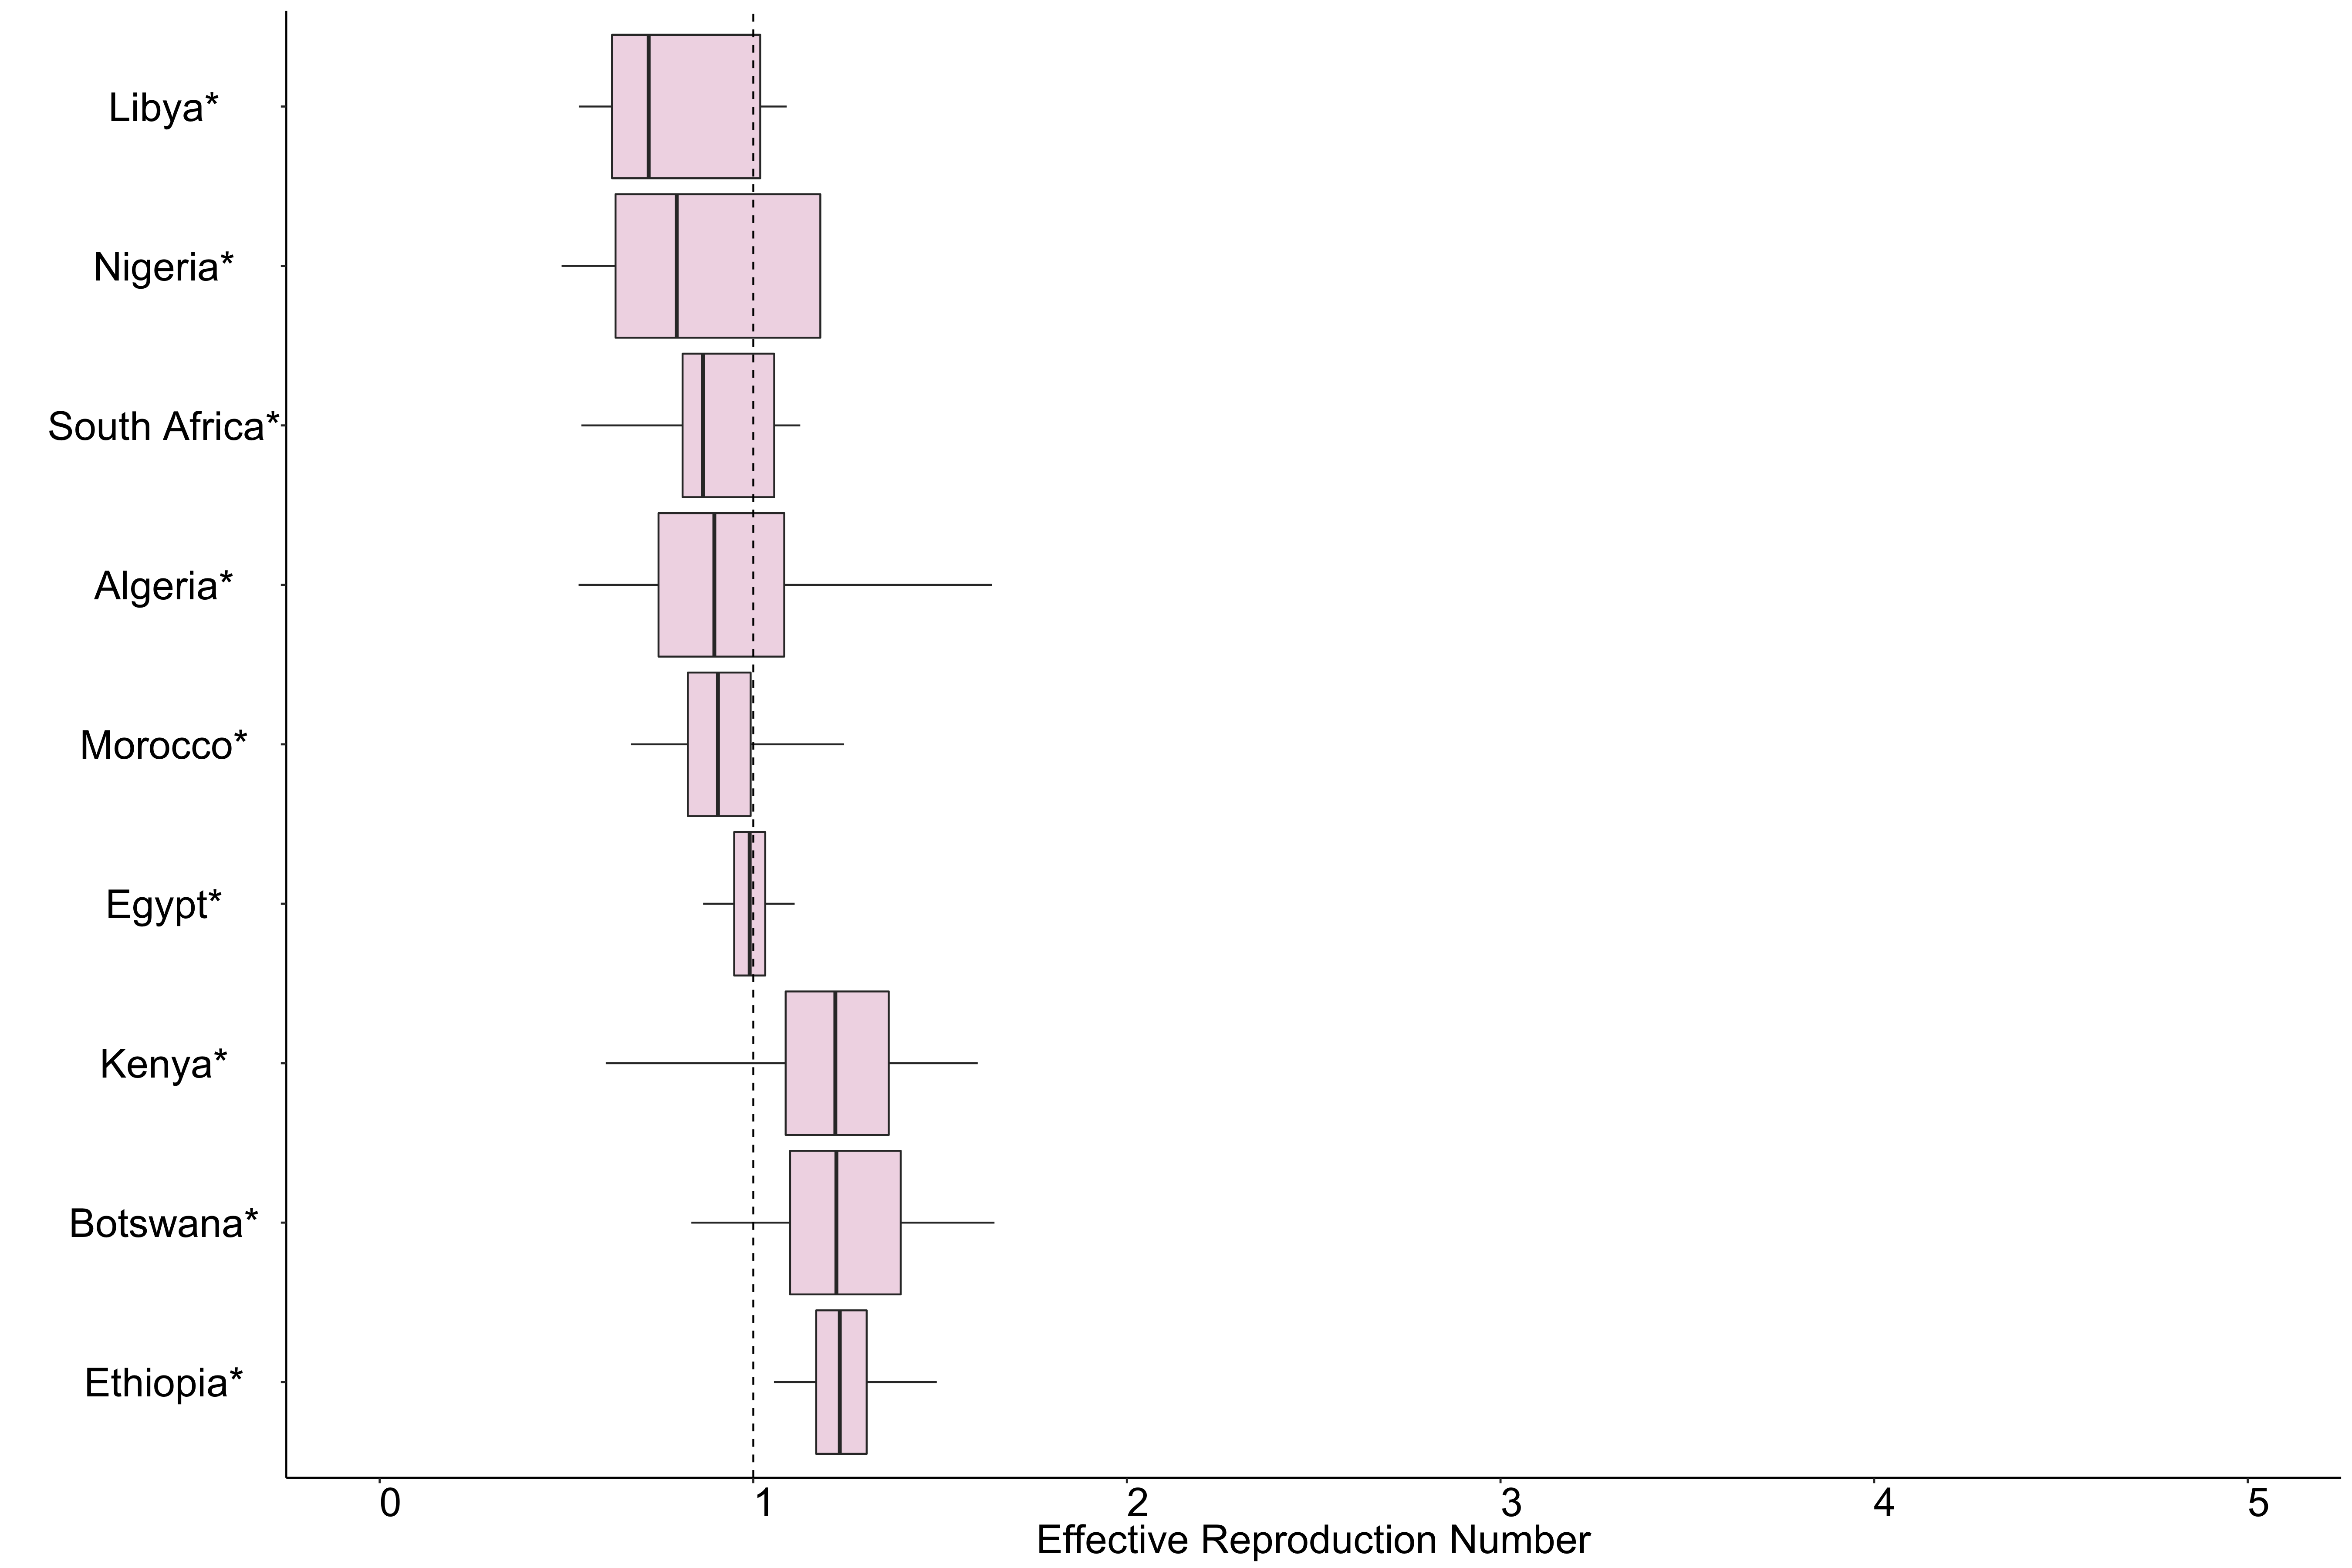 Libya*
Nigeria*
South Africa*
Algeria*
Morocco*
Egypt*
Kenya*
Botswana*
Ethiopia*
0 1 2 3 4 5
Effective Reproduction Number